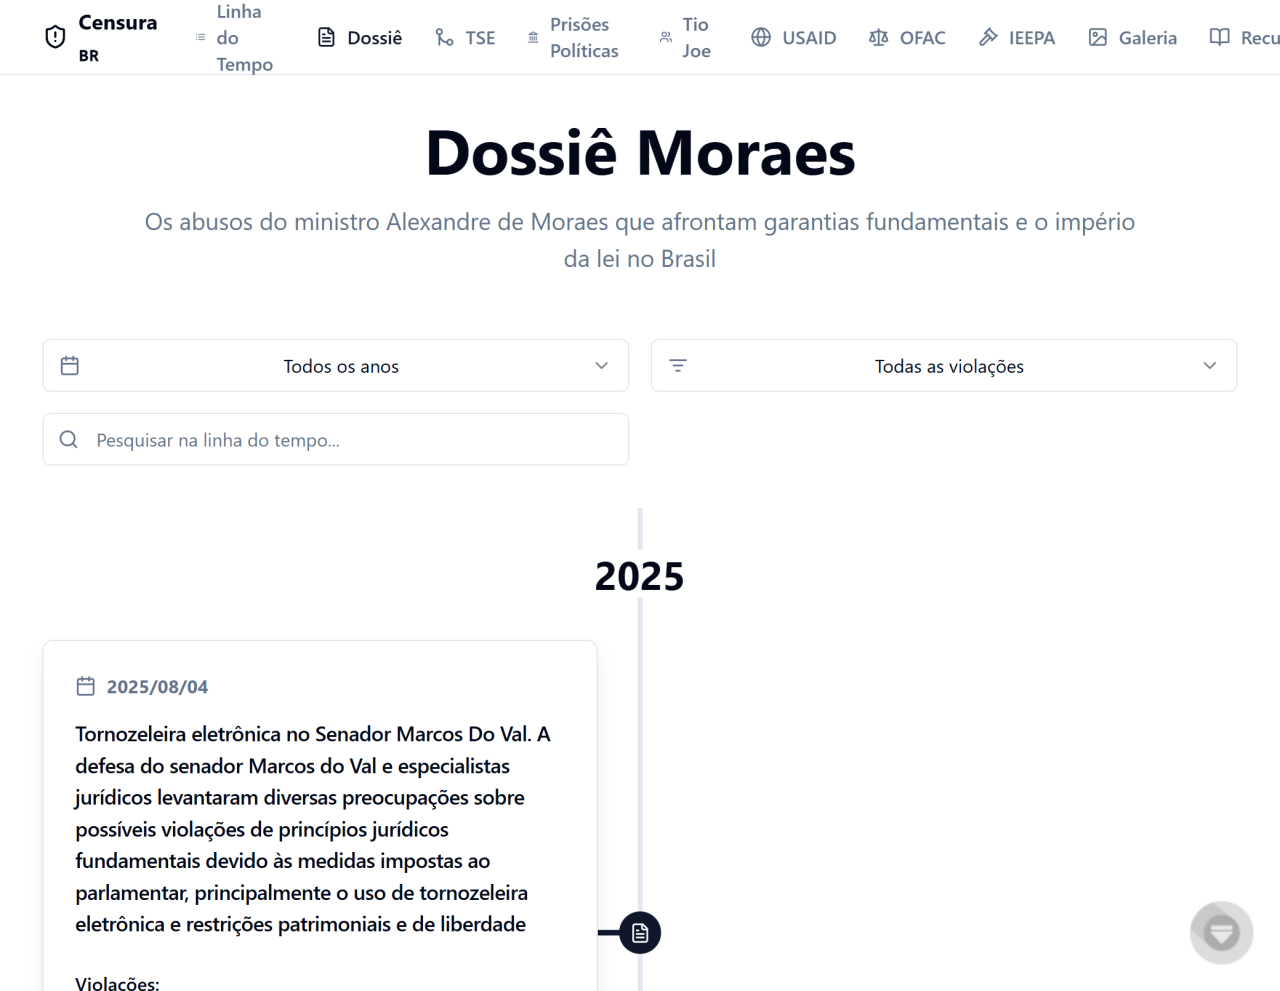 Censura
BR
Linha
do
Tempo
Dossiê
TSE
Prisões
Políticas
Tio
Joe
USAID
OFAC
IEEPA
Galeria
Recu
Dossiê Moraes
Os abusos do ministro Alexandre de Moraes que afrontam garantias fundamentais e o império
da lei no Brasil
Todos os anos
Todas as violações
Pesquisar na linha do tempo...
2025
2025/08/04
Tornozeleira eletrônica no Senador Marcos Do Val. A
defesa do senador Marcos do Val e especialistas
jurídicos levantaram diversas preocupações sobre
possíveis violações de princípios jurídicos
fundamentais devido às medidas impostas ao
parlamentar, principalmente o uso de tornozeleira
eletrônica e restrições patrimoniais e de liberdade
Violações: